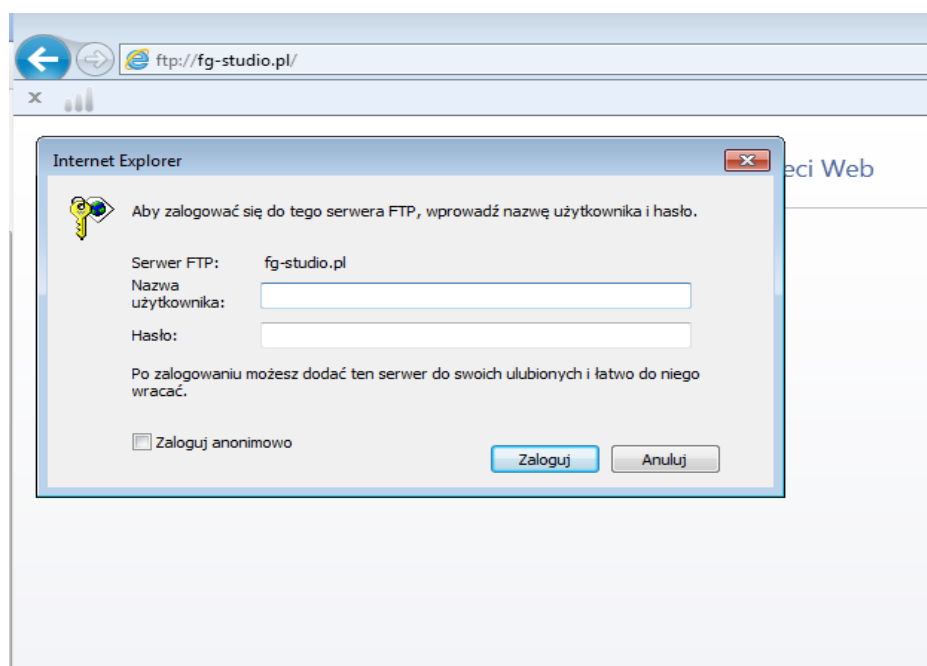 ftp://fg-studio.pl/
x
Internet Explorer
eci Web
Aby zalogować się do tego serwera FTP, wprowadź nazwę użytkownika i hasło.
Serwer FTP: fg-studio.pl
Nazwa
użytkownika:
Hasło:
Po zalogowaniu możesz dodać ten serwer do swoich ulubionych i łatwo do niego
wracać.
Zaloguj anonimowo
Zaloguj Anuluj